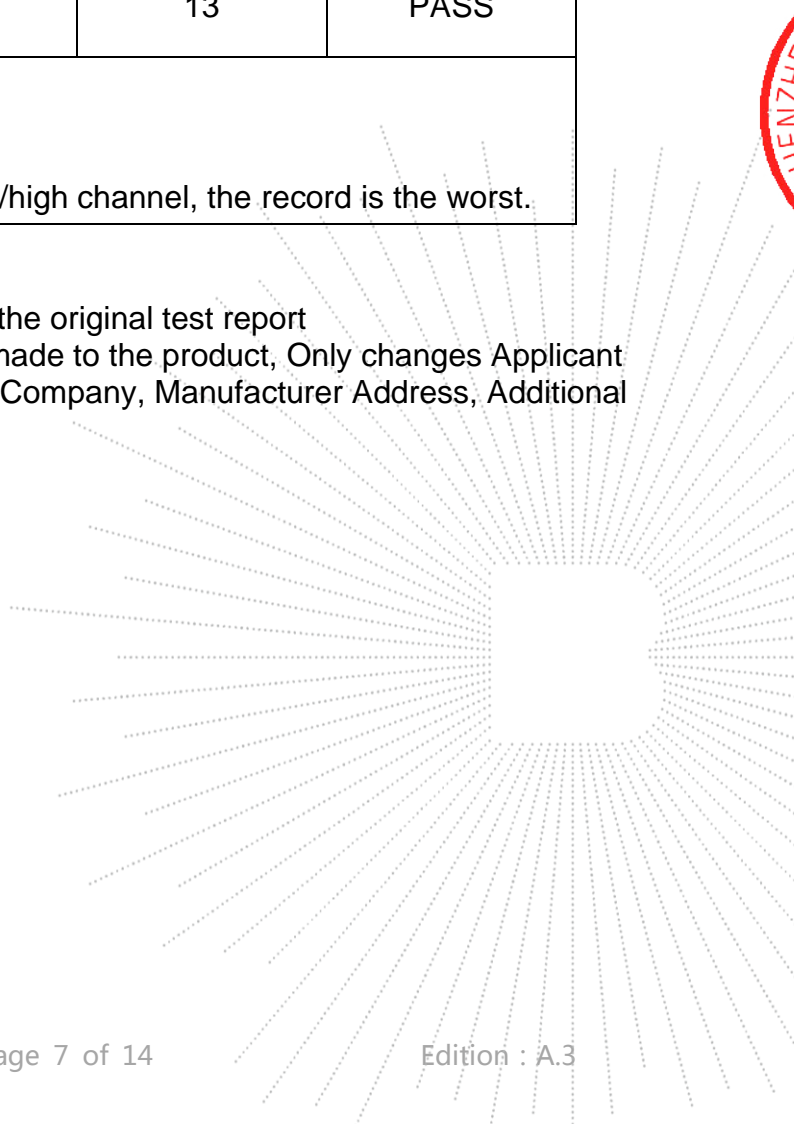 13 PASS
/high channel, the record is the worst.
the original test report
made to the product, Only changes Applicant
Company, Manufacturer Address, Additional
age 7 of 14 Edition : A.3